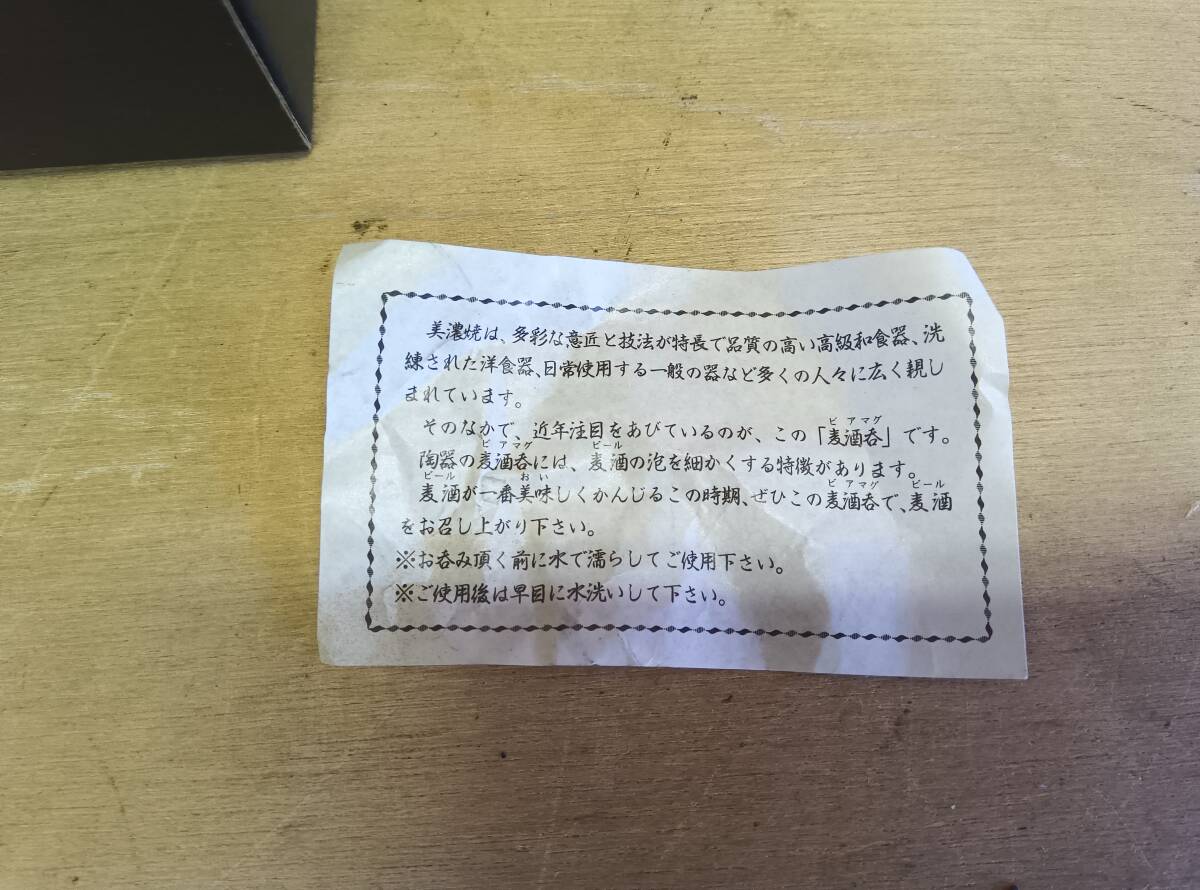 美濃焼は、多彩な意匠と技法が特長で品質の高い高級和食器、洗
練された洋食器、日常使用する一般の器など多くの人々に広く親し
まれています。
そのなかで、近年注目をあびているのが、この「麦酒呑」です。
陶器の麦酒呑には、麦酒の泡を細かくする特徴があります。
麦酒が一番美味しくかんじるこの時期、ぜひこの麦酒呑で、麦酒
をお召し上がり下さい。
※お呑み頂く前に水で濡らしてご使用下さい。
※ご使用後は早目に水洗いして下さい。
ビアマグ
ビアマグ ビール
ビール おい ビアマグ ビール